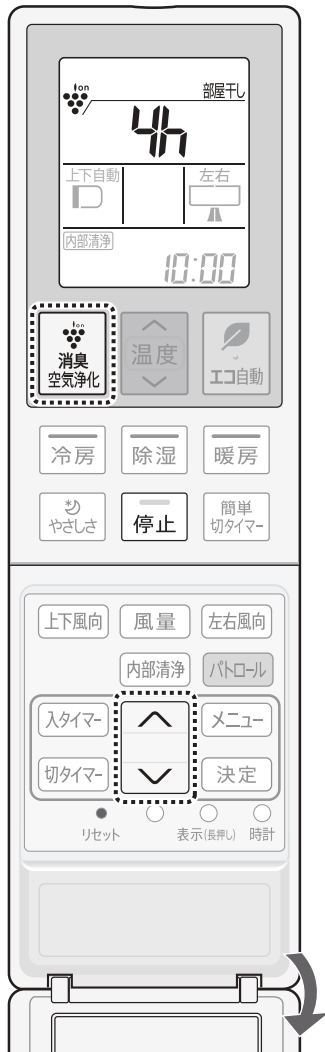 ion
部屋干し
4h
上下自動
左右
内部清浄
10:00
ion
消臭
空気浄化
温度
エコ自動
冷房
除湿
暖房
やさしさ
停止
簡単
切タイマー
上下風向
風量
左右風向
内部清浄
パトロール
入タイマー
メニュー
切タイマー
決定
リセット
表示(長押し)
時計